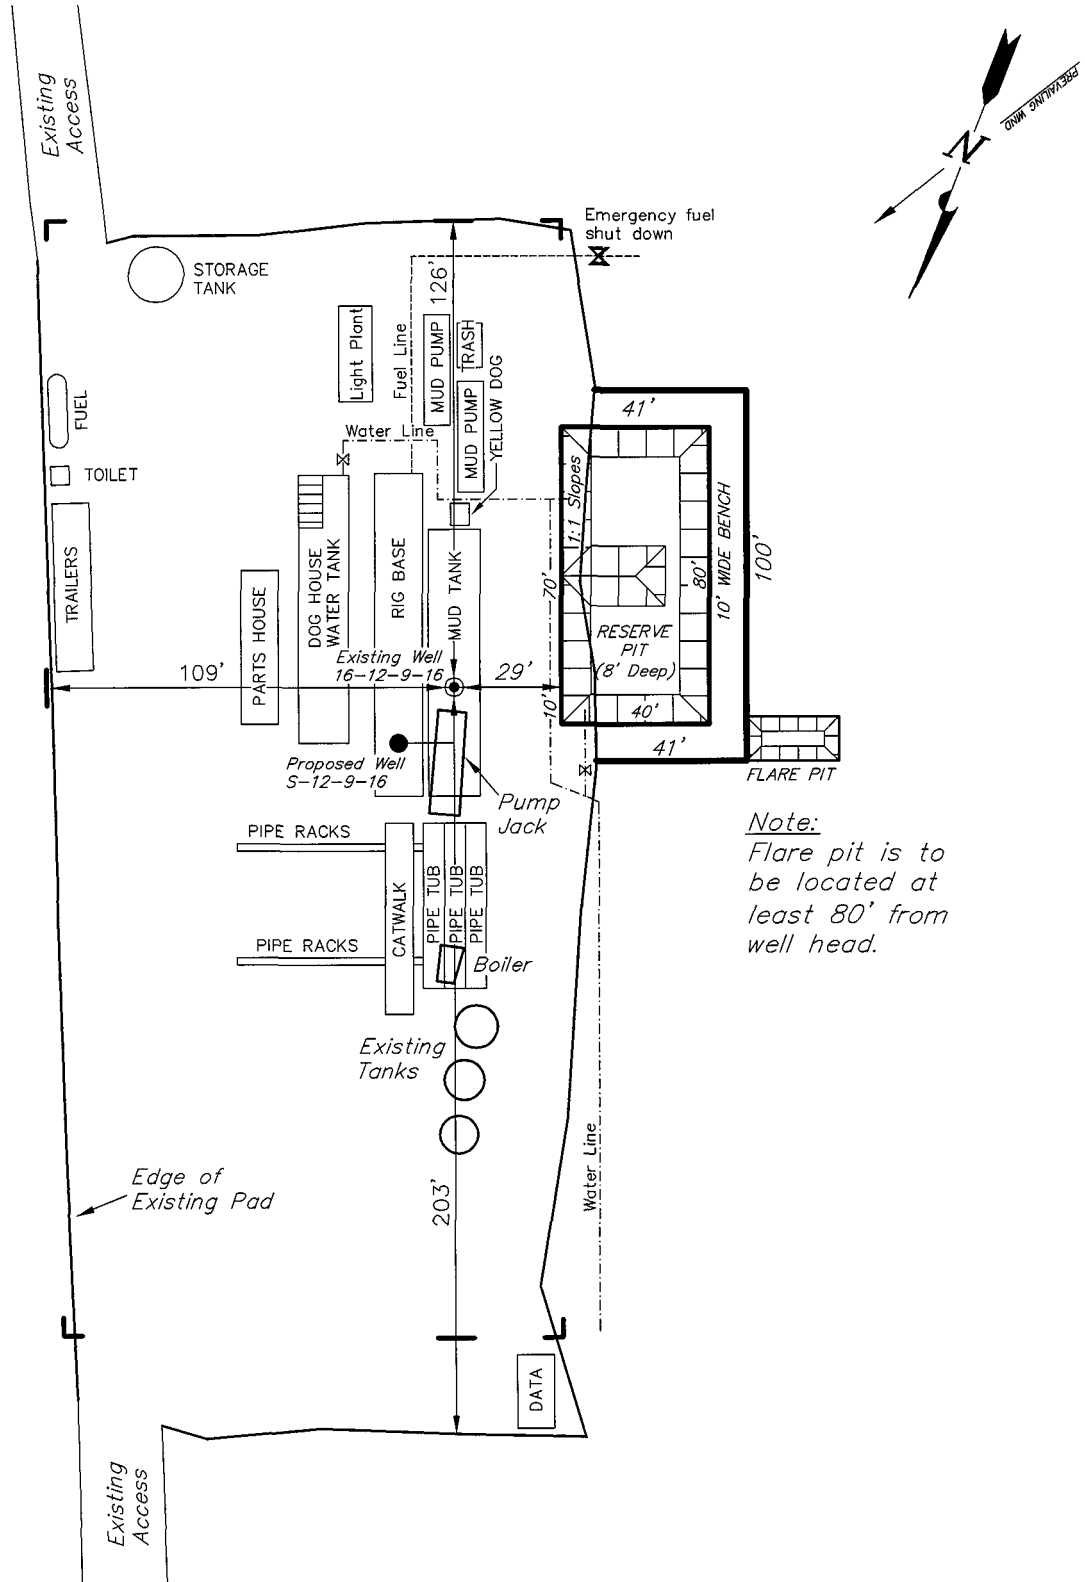 Existing
Access
PREVAILING WIND
N
Emergency fuel
shut down
STORAGE
TANK
126'
Light Plant
Fuel Line
MUD PUMP
TRASH
MUD PUMP
YELLOW DOG
FUEL
Water Line
41'
TOILET
1:1 Slopes
10' WIDE BENCH
100'
TRAILERS
PARTS HOUSE
DOG HOUSE
WATER TANK
RIG BASE
MUD TANK
70'
80'
RESERVE
PIT
(8' Deep)
Existing Well
16-12-9-16
109'
29'
10'
40'
41'
Proposed Well
S-12-9-16
FLARE PIT
Pump
Jack
Note:
Flare pit is to
be located at
least 80' from
well head.
PIPE RACKS
CATWALK
PIPE TUB
PIPE TUB
PIPE TUB
PIPE RACKS
Boiler
Existing
Tanks
Water Line
Edge of
Existing Pad
203'
DATA
Existing
Access